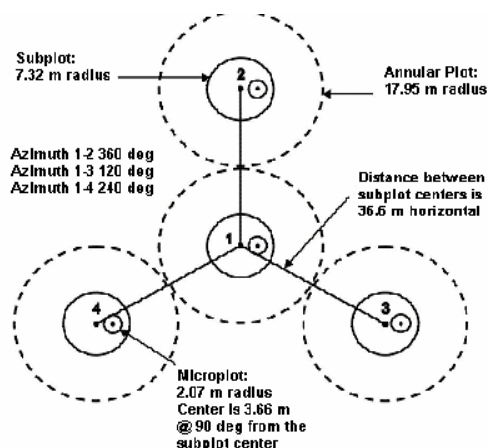 Subplot:
7.32 m radius
2
Annular Plot:
17.95 m radius
Azimuth 1-2 360 deg
Azimuth 1-3 120 deg
Azimuth 1-4 240 deg
Distance between
subplot centers is
36.6 m horizontal
1
4
3
Microplot:
2.07 m radius
Center is 3.66 m
@ 90 deg from the
subplot center